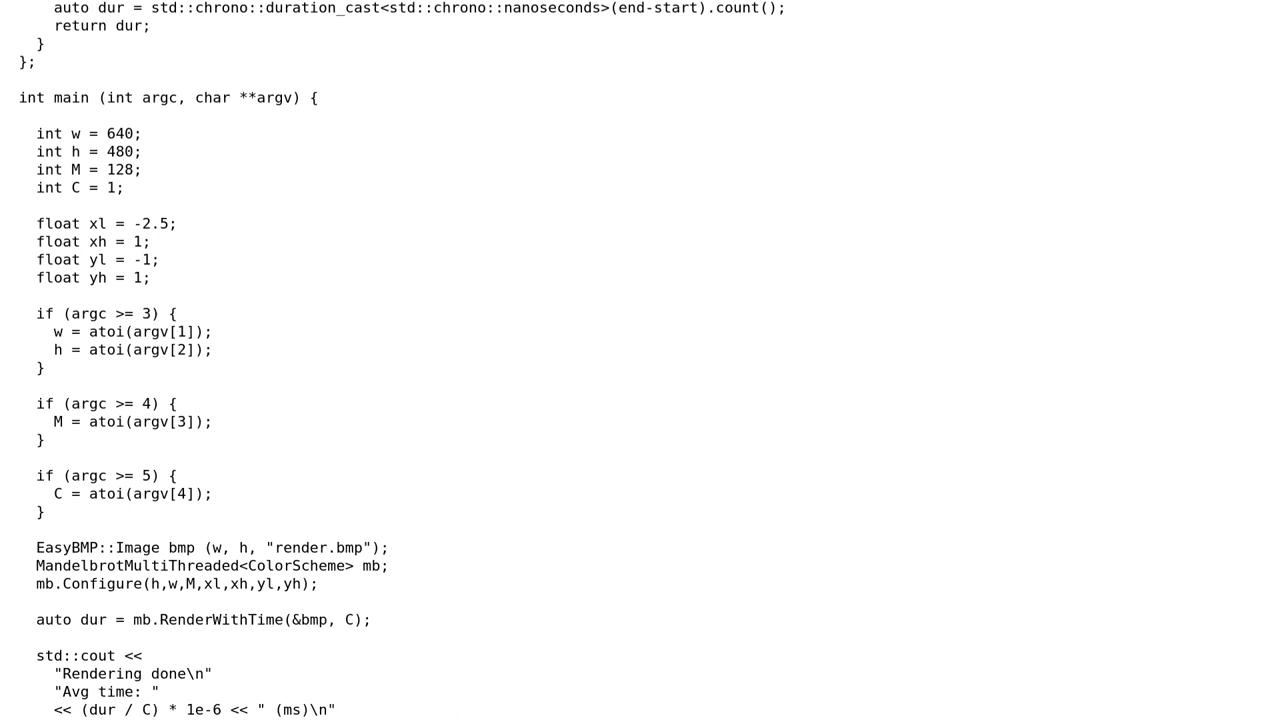 auto dur = std::chrono::duration_cast<std::chrono::nanoseconds>(end-start).count();
    return dur;
  }
};

int main (int argc, char **argv) {

  int w = 640;
  int h = 480;
  int M = 128;
  int C = 1;

  float xl = -2.5;
  float xh = 1;
  float yl = -1;
  float yh = 1;

  if (argc >= 3) {
    w = atoi(argv[1]);
    h = atoi(argv[2]);
  }

  if (argc >= 4) {
    M = atoi(argv[3]);
  }

  if (argc >= 5) {
    C = atoi(argv[4]);
  }

  EasyBMP::Image bmp (w, h, "render.bmp");
  MandelbrotMultiThreaded<ColorScheme> mb;
  mb.Configure(h,w,M,xl,xh,yl,yh);

  auto dur = mb.RenderWithTime(&bmp, C);

  std::cout <<
    "Rendering done\n"
    "Avg time: "
    << (dur / C) * 1e-6 << " (ms)\n"